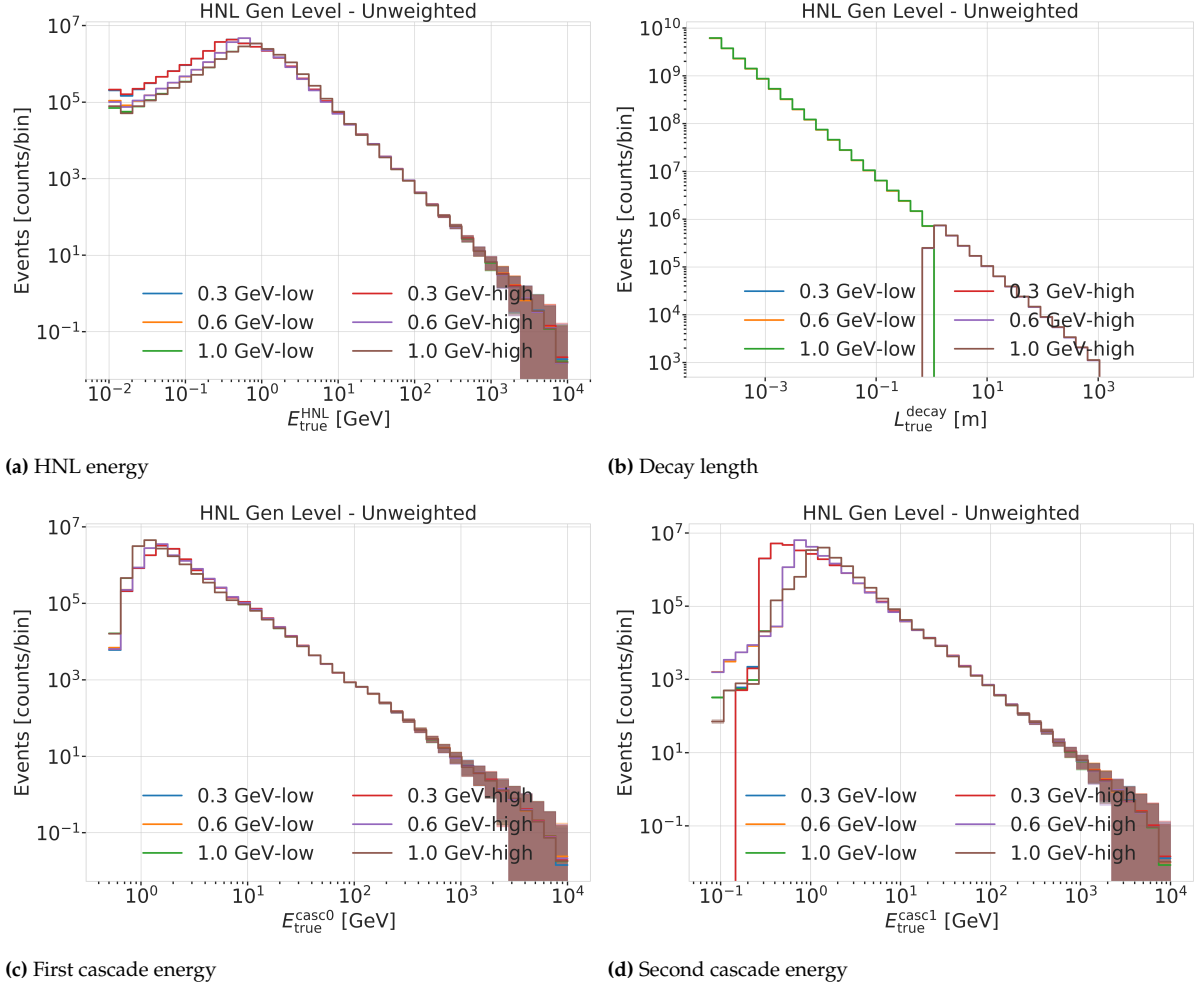 HNL Gen Level - Unweighted
10^7
10^5
10^3
10^1
10^−1
Events [counts/bin]
0.3 GeV-low
0.6 GeV-low
1.0 GeV-low
0.3 GeV-high
0.6 GeV-high
1.0 GeV-high
10^−2 10^−1 10^0 10^1 10^2 10^3 10^4
E^HNL_true [GeV]
(a) HNL energy
HNL Gen Level - Unweighted
10^10
10^9
10^8
10^7
10^6
10^5
10^4
10^3
Events [counts/bin]
0.3 GeV-low
0.6 GeV-low
1.0 GeV-low
0.3 GeV-high
0.6 GeV-high
1.0 GeV-high
10^−3 10^−1 10^1 10^3
L^decay_true [m]
(b) Decay length
HNL Gen Level - Unweighted
10^7
10^5
10^3
10^1
10^−1
Events [counts/bin]
0.3 GeV-low
0.6 GeV-low
1.0 GeV-low
0.3 GeV-high
0.6 GeV-high
1.0 GeV-high
10^0 10^1 10^2 10^3 10^4
E^casc0_true [GeV]
(c) First cascade energy
HNL Gen Level - Unweighted
10^7
10^5
10^3
10^1
10^−1
Events [counts/bin]
0.3 GeV-low
0.6 GeV-low
1.0 GeV-low
0.3 GeV-high
0.6 GeV-high
1.0 GeV-high
10^−1 10^0 10^1 10^2 10^3 10^4
E^casc1_true [GeV]
(d) Second cascade energy